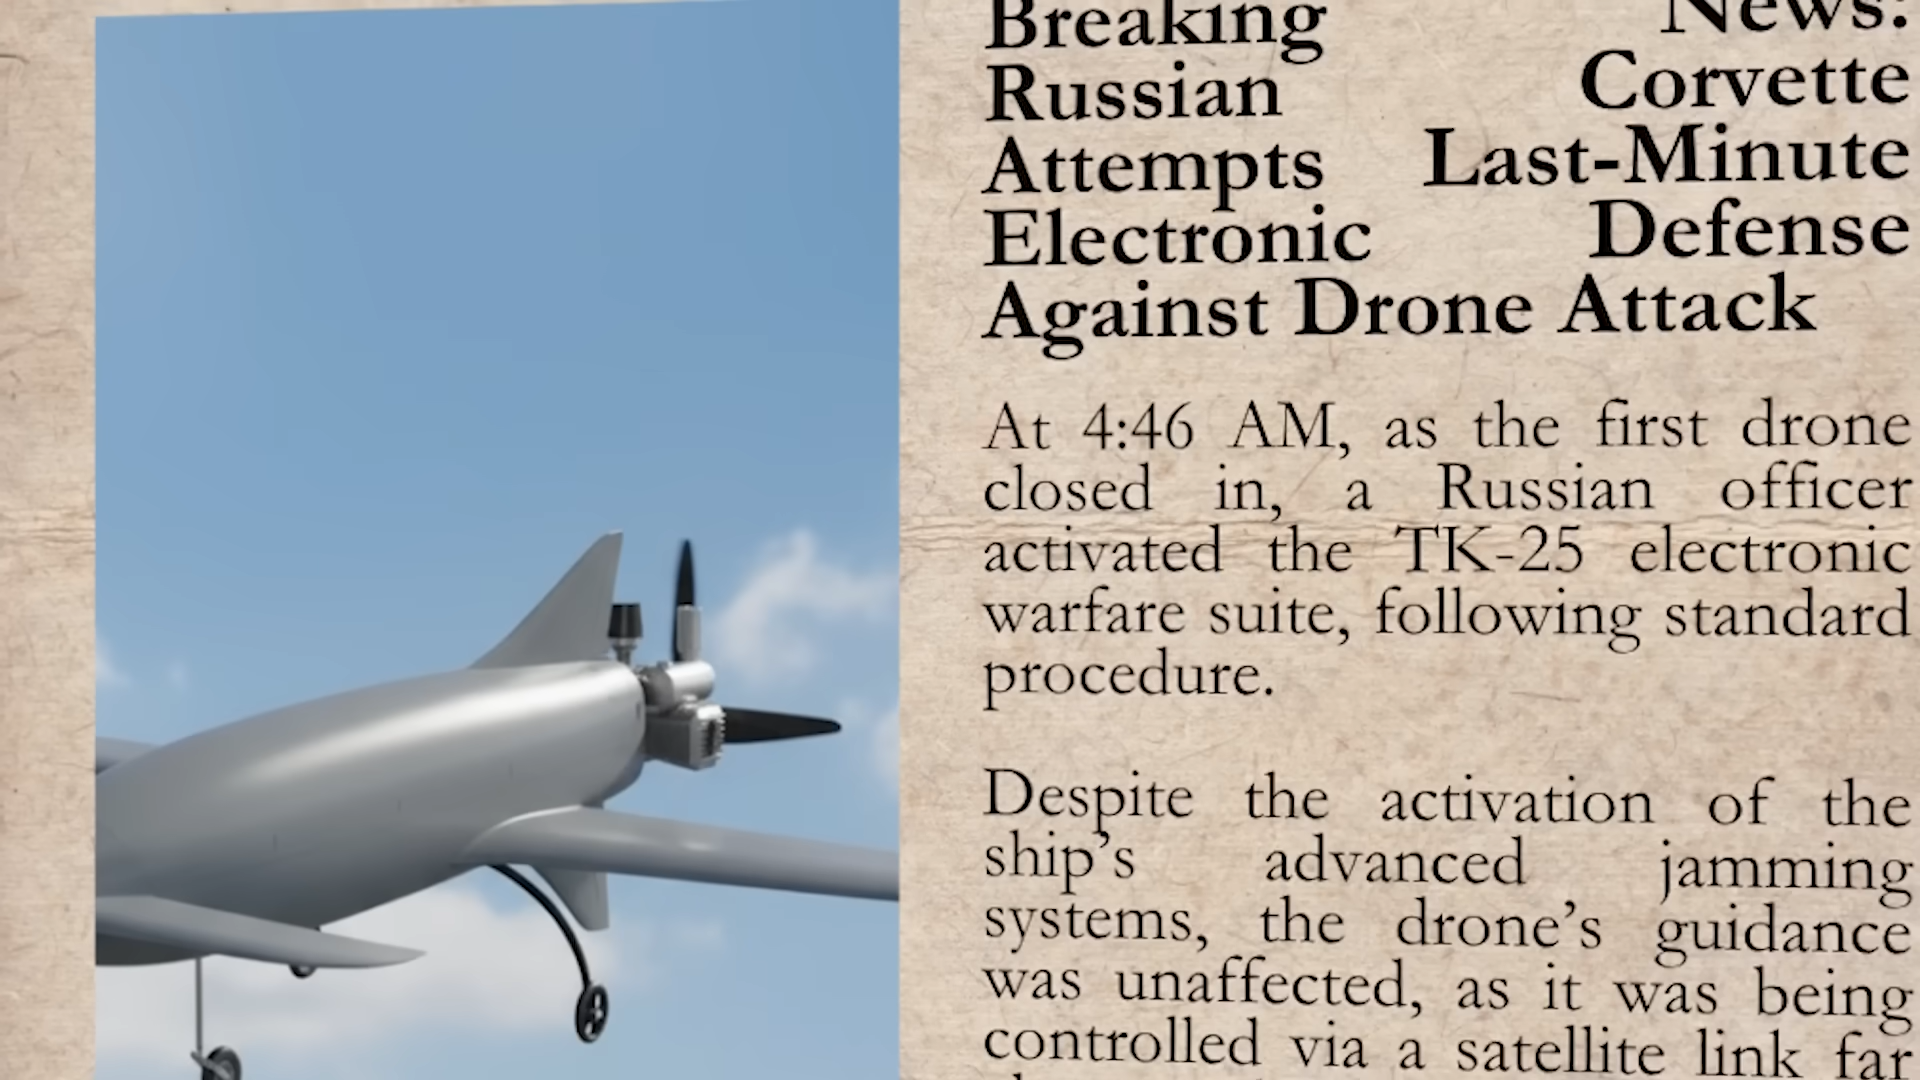 Breaking News:
Russian Corvette
Attempts Last-Minute
Electronic Defense
Against Drone Attack
At 4:46 AM, as the first drone
closed in, a Russian officer
activated the TK-25 electronic
warfare suite, following standard
procedure.
Despite the activation of the
ship’s advanced jamming
systems, the drone’s guidance
was unaffected, as it was being
controlled via a satellite link far